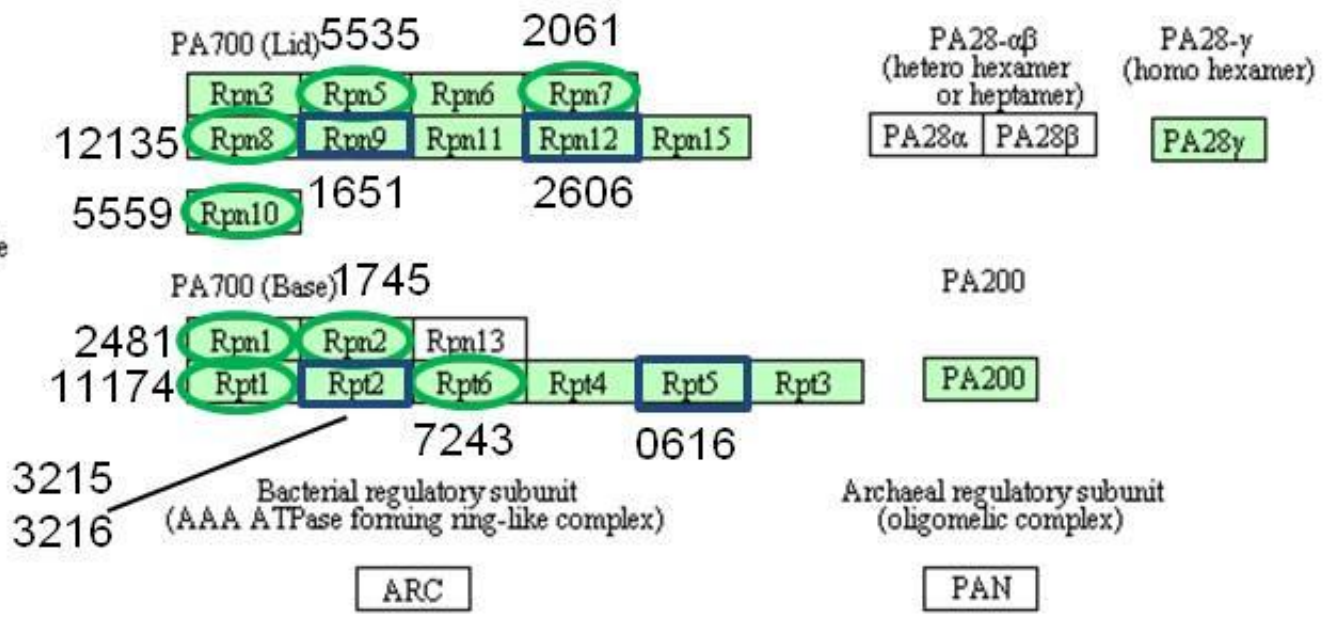 PA700 (Lid) 5535 2061
PA28-αβ
(hetero hexamer
or heptamer)
PA28-γ
(homo hexamer)
Rpn3 Rpn5 Rpn6 Rpn7
12135 Rpn8 Rpn9 Rpn11 Rpn12 Rpn15
PA28α PA28β
PA28γ
1651 2606
5559 Rpn10
e
PA700 (Base) 1745
PA200
2481 Rpn1 Rpn2 Rpn13
11174 Rpt1 Rpt2 Rpt6 Rpt4 Rpt5 Rpt3
PA200
7243 0616
3215
3216
Bacterial regulatory subunit
(AAA ATPase forming ring-like complex)
Archaeal regulatory subunit
(oligomelic complex)
ARC
PAN